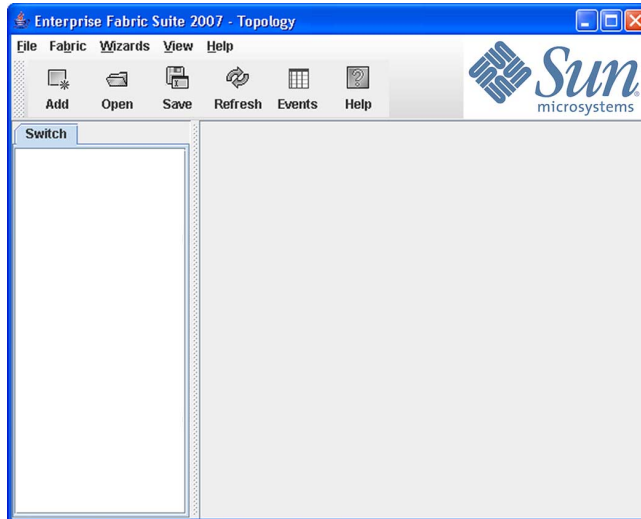 Enterprise Fabric Suite 2007 - Topology
File Fabric Wizards View Help
Add Open Save Refresh Events Help
Sun
microsystems
Switch